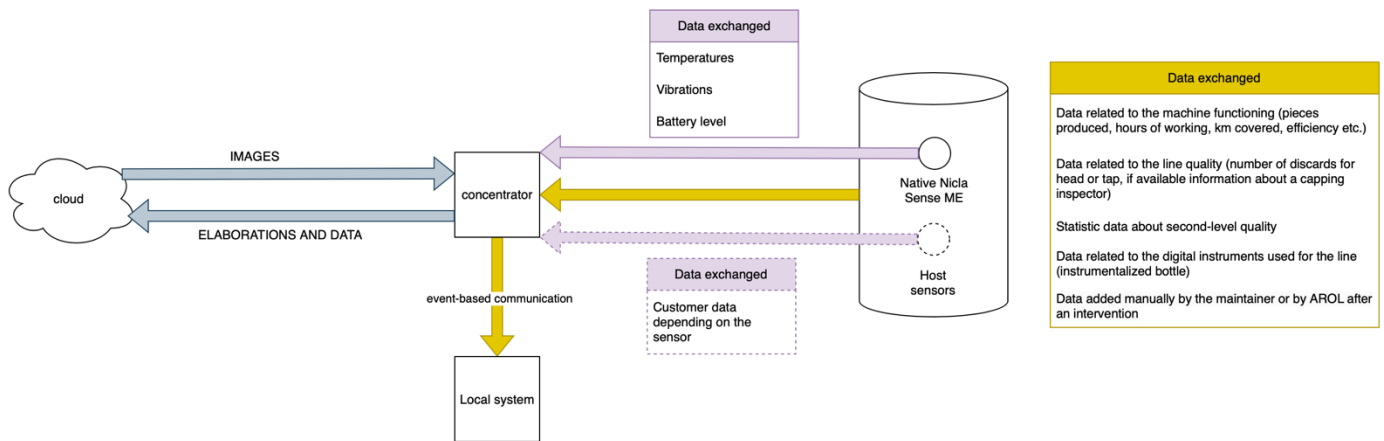 Data exchanged
Temperatures
Vibrations
Battery level
IMAGES
cloud
ELABORATIONS AND DATA
concentrator
event-based communication
Local system
Data exchanged
Customer data
depending on the
sensor
Native Nicla
Sense ME
Host
sensors
Data exchanged
Data related to the machine functioning (pieces
produced, hours of working, km covered, efficiency etc.)
Data related to the line quality (number of discards for
head or tap, if available information about a capping
inspector)
Statistic data about second-level quality
Data related to the digital instruments used for the line
(instrumentalized bottle)
Data added manually by the maintainer or by AROL after
an intervention